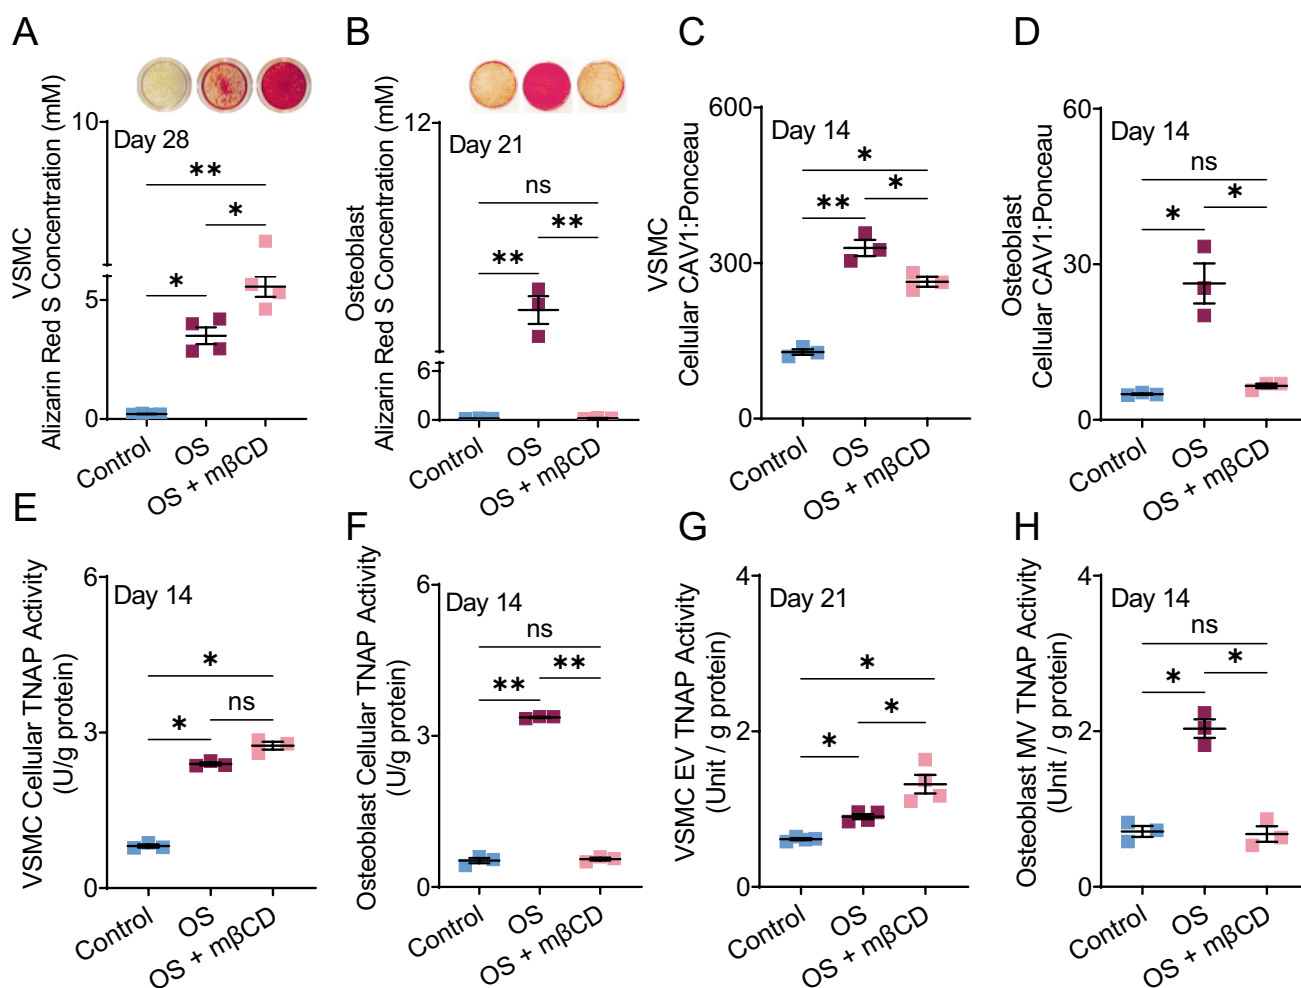 A
VSMC
Alizarin Red S Concentration (mM)
10
5
0
Day 28
**
*
*
Control
OS
OS + mβCD
B
Osteoblast
Alizarin Red S Concentration (mM)
12
6
0
Day 21
ns
**
**
Control
OS
OS + mβCD
C
VSMC
Cellular CAV1:Ponceau
600
300
0
Day 14
*
*
**
Control
OS
OS + mβCD
D
Osteoblast
Cellular CAV1:Ponceau
60
30
0
Day 14
ns
*
*
Control
OS
OS + mβCD
E
VSMC Cellular TNAP Activity
(U/g protein)
6
3
0
Day 14
*
ns
*
Control
OS
OS + mβCD
F
Osteoblast Cellular TNAP Activity
(U/g protein)
6
3
0
Day 14
ns
**
**
Control
OS
OS + mβCD
G
VSMC EV TNAP Activity
(Unit / g protein)
4
2
0
Day 21
*
*
*
Control
OS
OS + mβCD
H
Osteoblast MV TNAP Activity
(Unit / g protein)
4
2
0
Day 14
ns
*
*
Control
OS
OS + mβCD